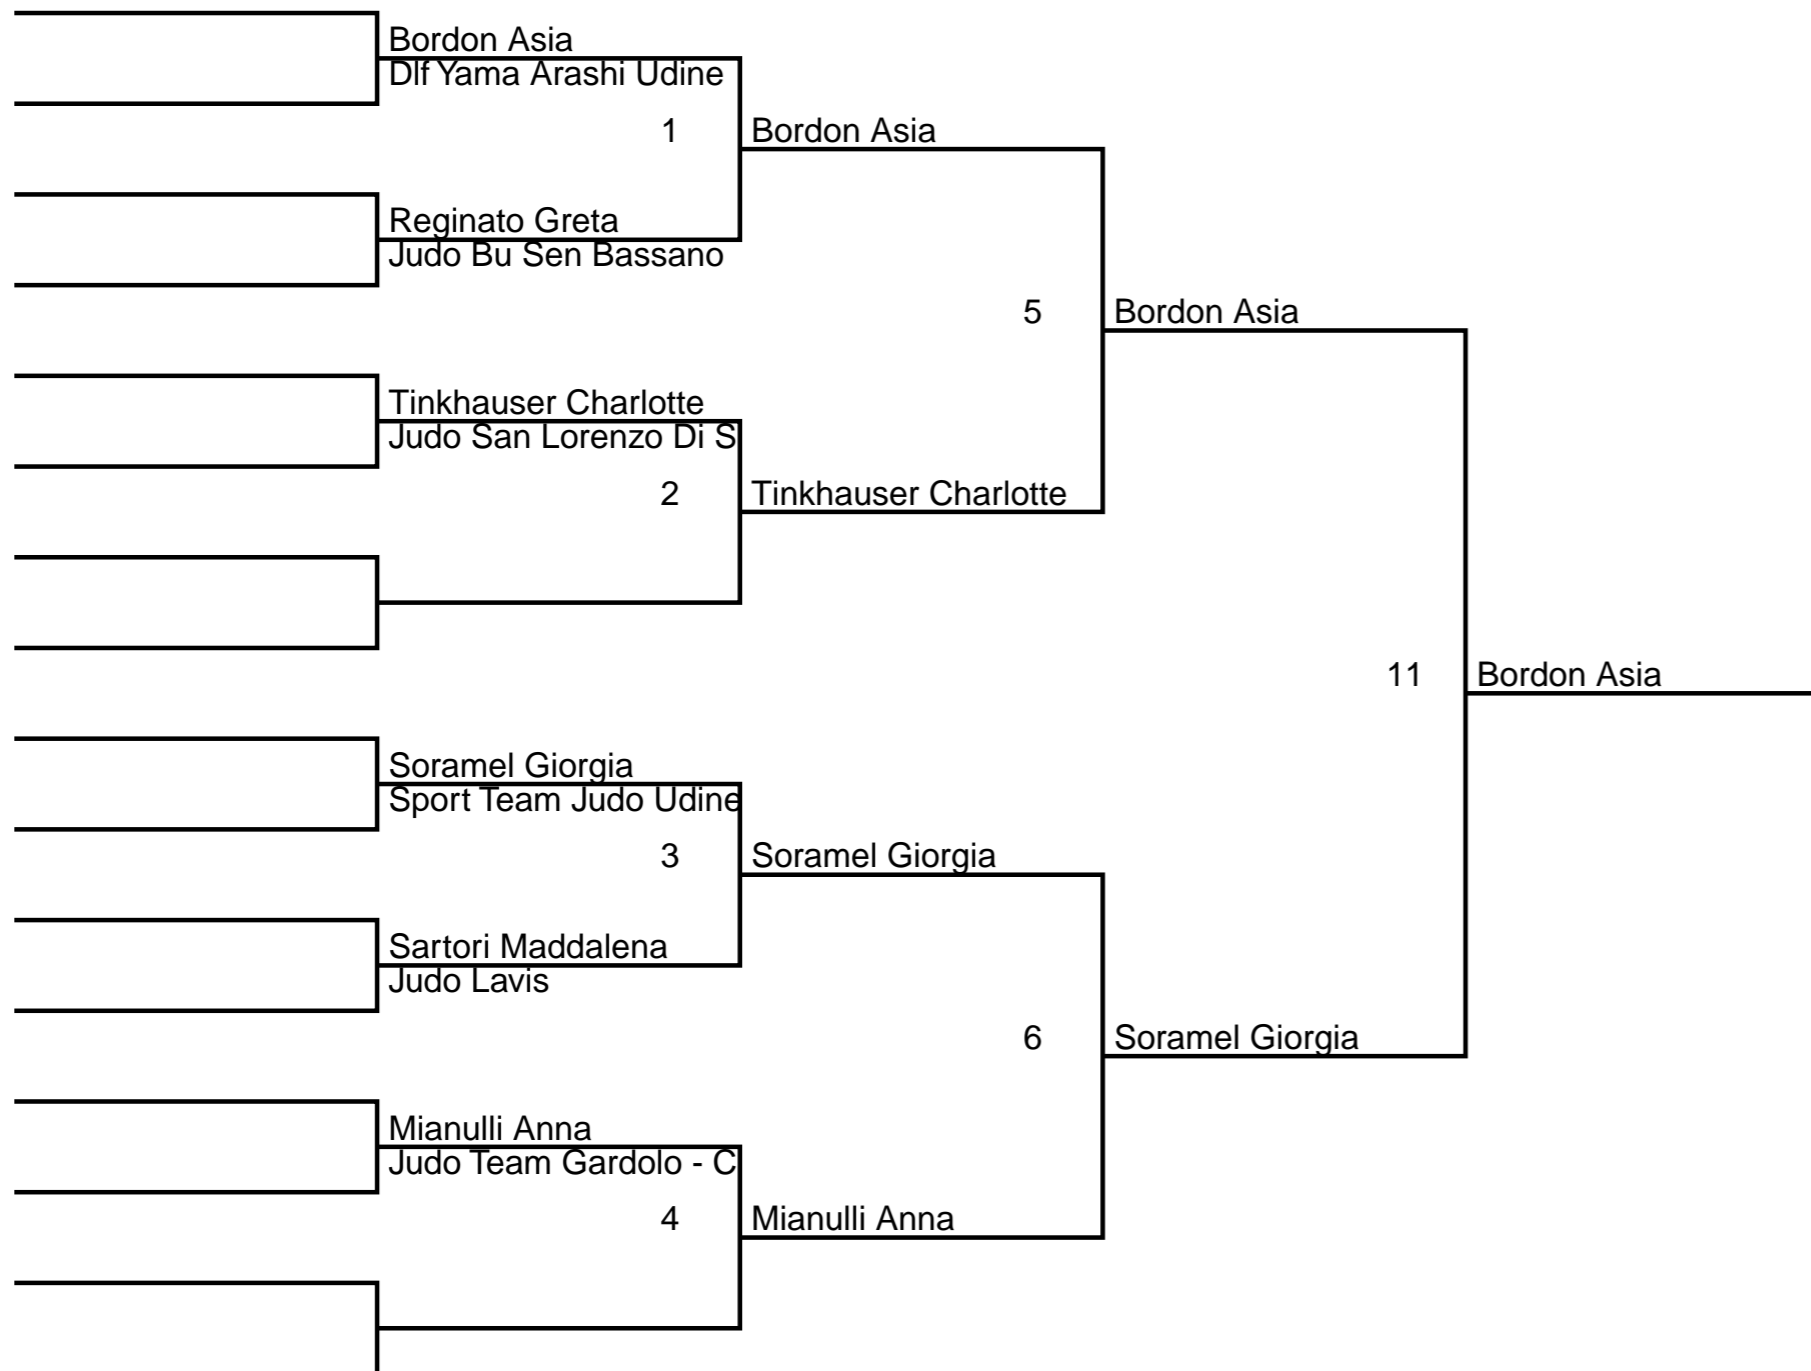 Bordon Asia
Dlf Yama Arashi Udine
1
Bordon Asia
Reginato Greta
Judo Bu Sen Bassano
5
Bordon Asia
Tinkhauser Charlotte
Judo San Lorenzo Di S
2
Tinkhauser Charlotte
11
Bordon Asia
Soramel Giorgia
Sport Team Judo Udine
3
Soramel Giorgia
Sartori Maddalena
Judo Lavis
6
Soramel Giorgia
Mianulli Anna
Judo Team Gardolo - C
4
Mianulli Anna